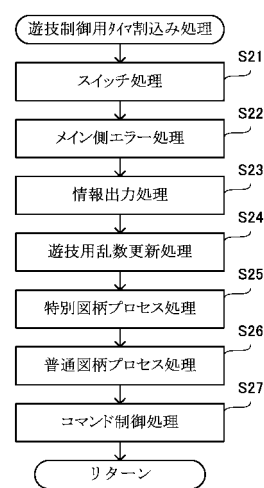 遊技制御用タイマ割込み処理
S21
スイッチ処理
S22
メイン側エラー処理
S23
情報出力処理
S24
遊技用乱数更新処理
S25
特別図柄プロセス処理
S26
普通図柄プロセス処理
S27
コマンド制御処理
リターン